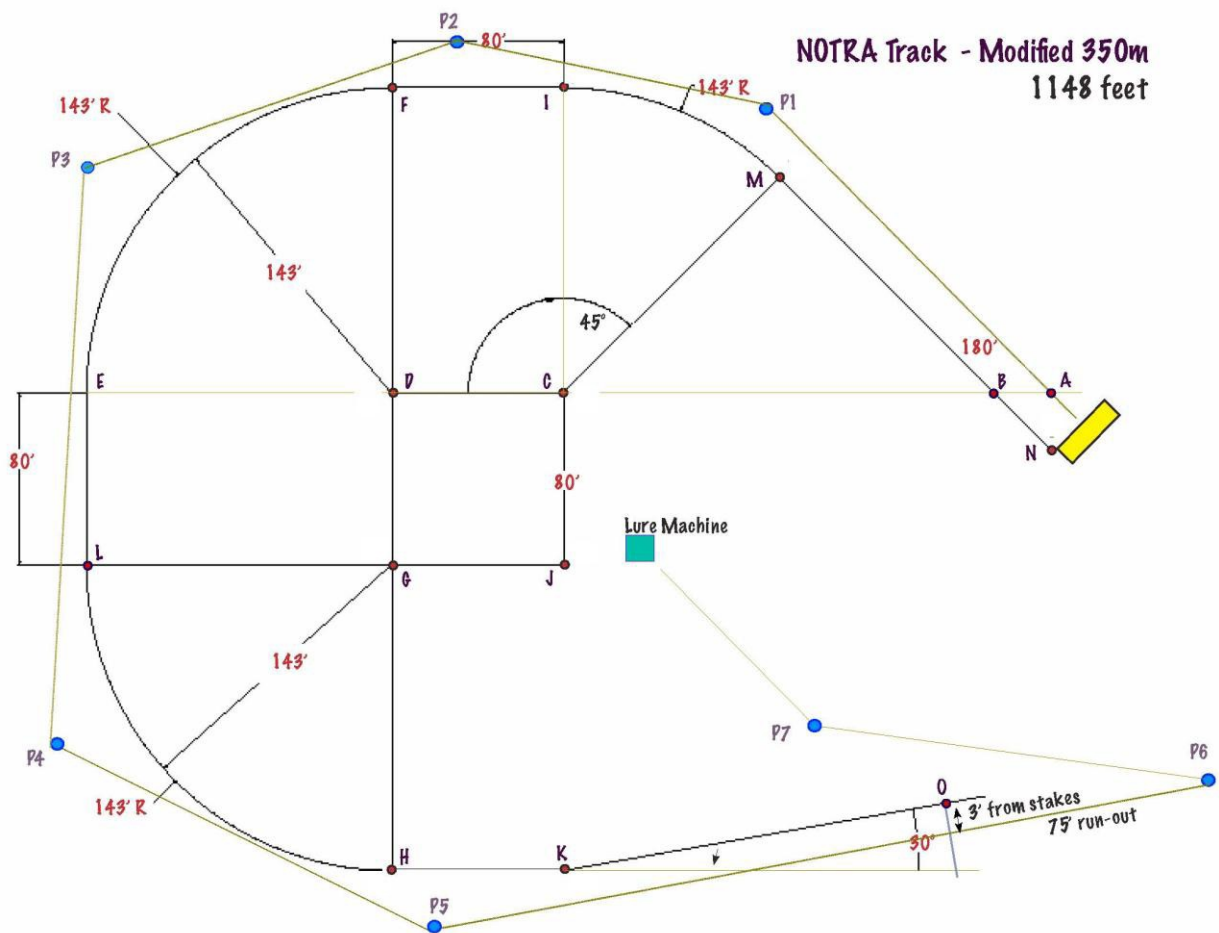 NOTRA Track - Modified 350m
1148 feet
P2
80'
143' R
P1
143' R
F
I
P3
M
143'
45°
180'
E
D
C
B
A
N
80'
80'
Lure Machine
L
G
J
143'
P7
P6
P4
O
3' from stakes
75' run-out
143' R
30°
H
K
P5